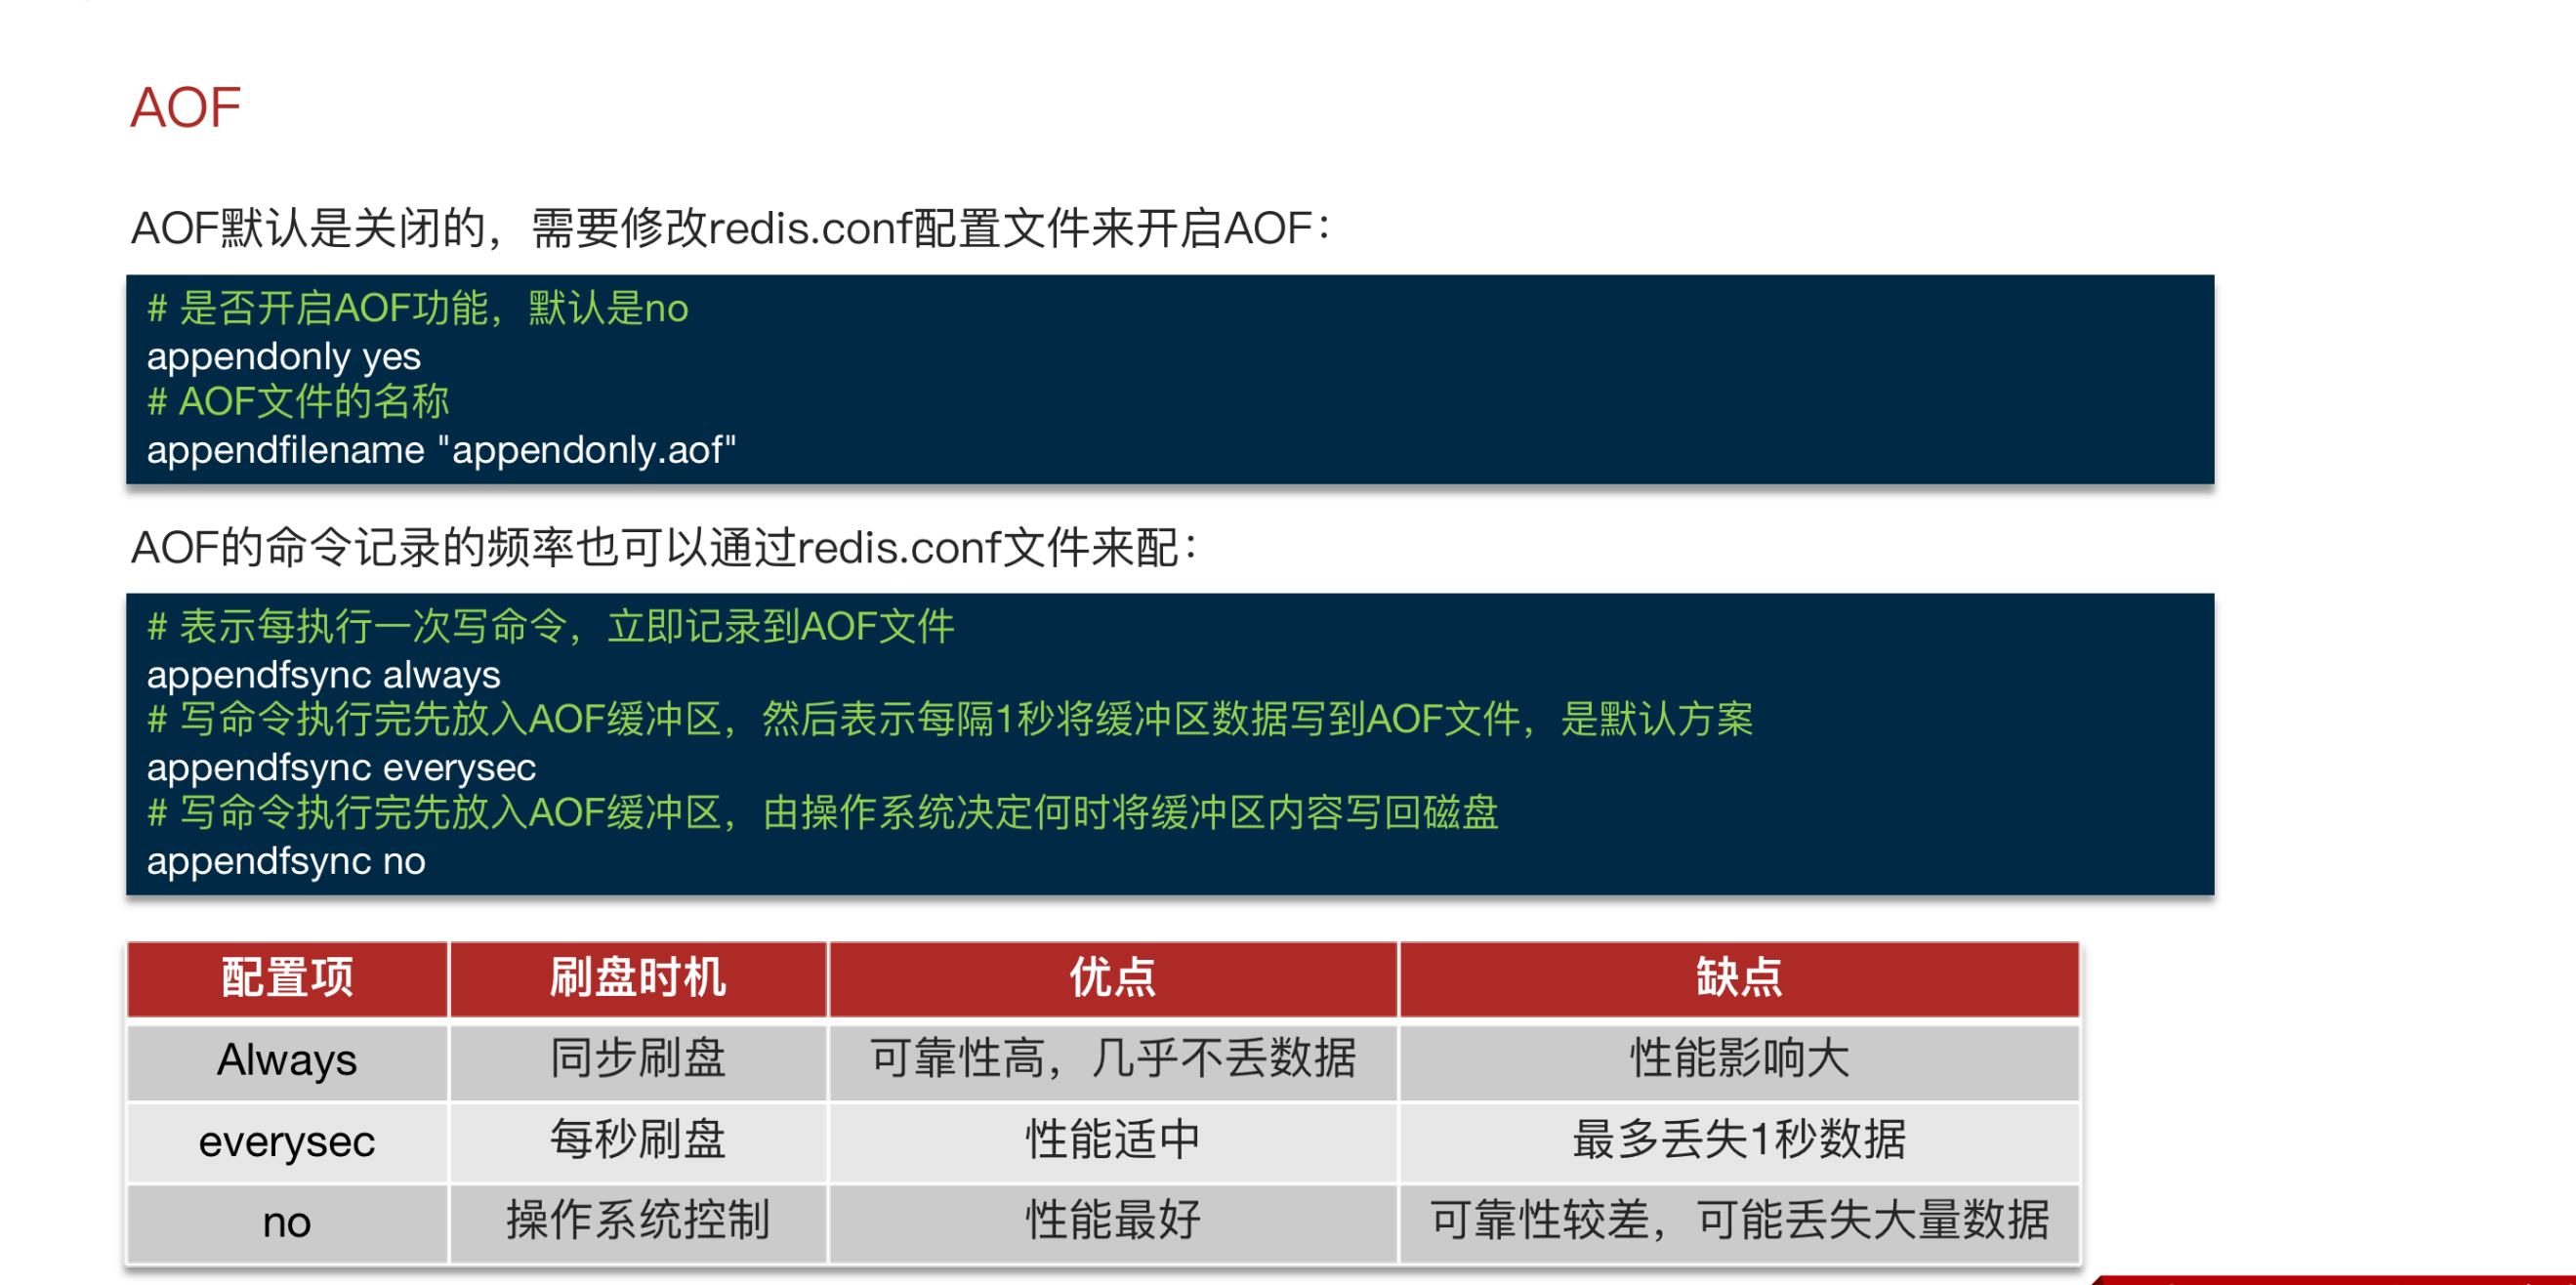 AOF
AOF默认是关闭的，需要修改redis.conf配置文件来开启AOF：
# 是否开启AOF功能，默认是no
appendonly yes
# AOF文件的名称
appendfilename "appendonly.aof"
AOF的命令记录的频率也可以通过redis.conf文件来配：
# 表示每执行一次写命令，立即记录到AOF文件
appendfsync always
# 写命令执行完先放入AOF缓冲区，然后表示每隔1秒将缓冲区数据写到AOF文件，是默认方案
appendfsync everysec
# 写命令执行完先放入AOF缓冲区，由操作系统决定何时将缓冲区内容写回磁盘
appendfsync no
配置项 刷盘时机 优点 缺点
Always 同步刷盘 可靠性高，几乎不丢数据 性能影响大
everysec 每秒刷盘 性能适中 最多丢失1秒数据
no 操作系统控制 性能最好 可靠性较差，可能丢失大量数据